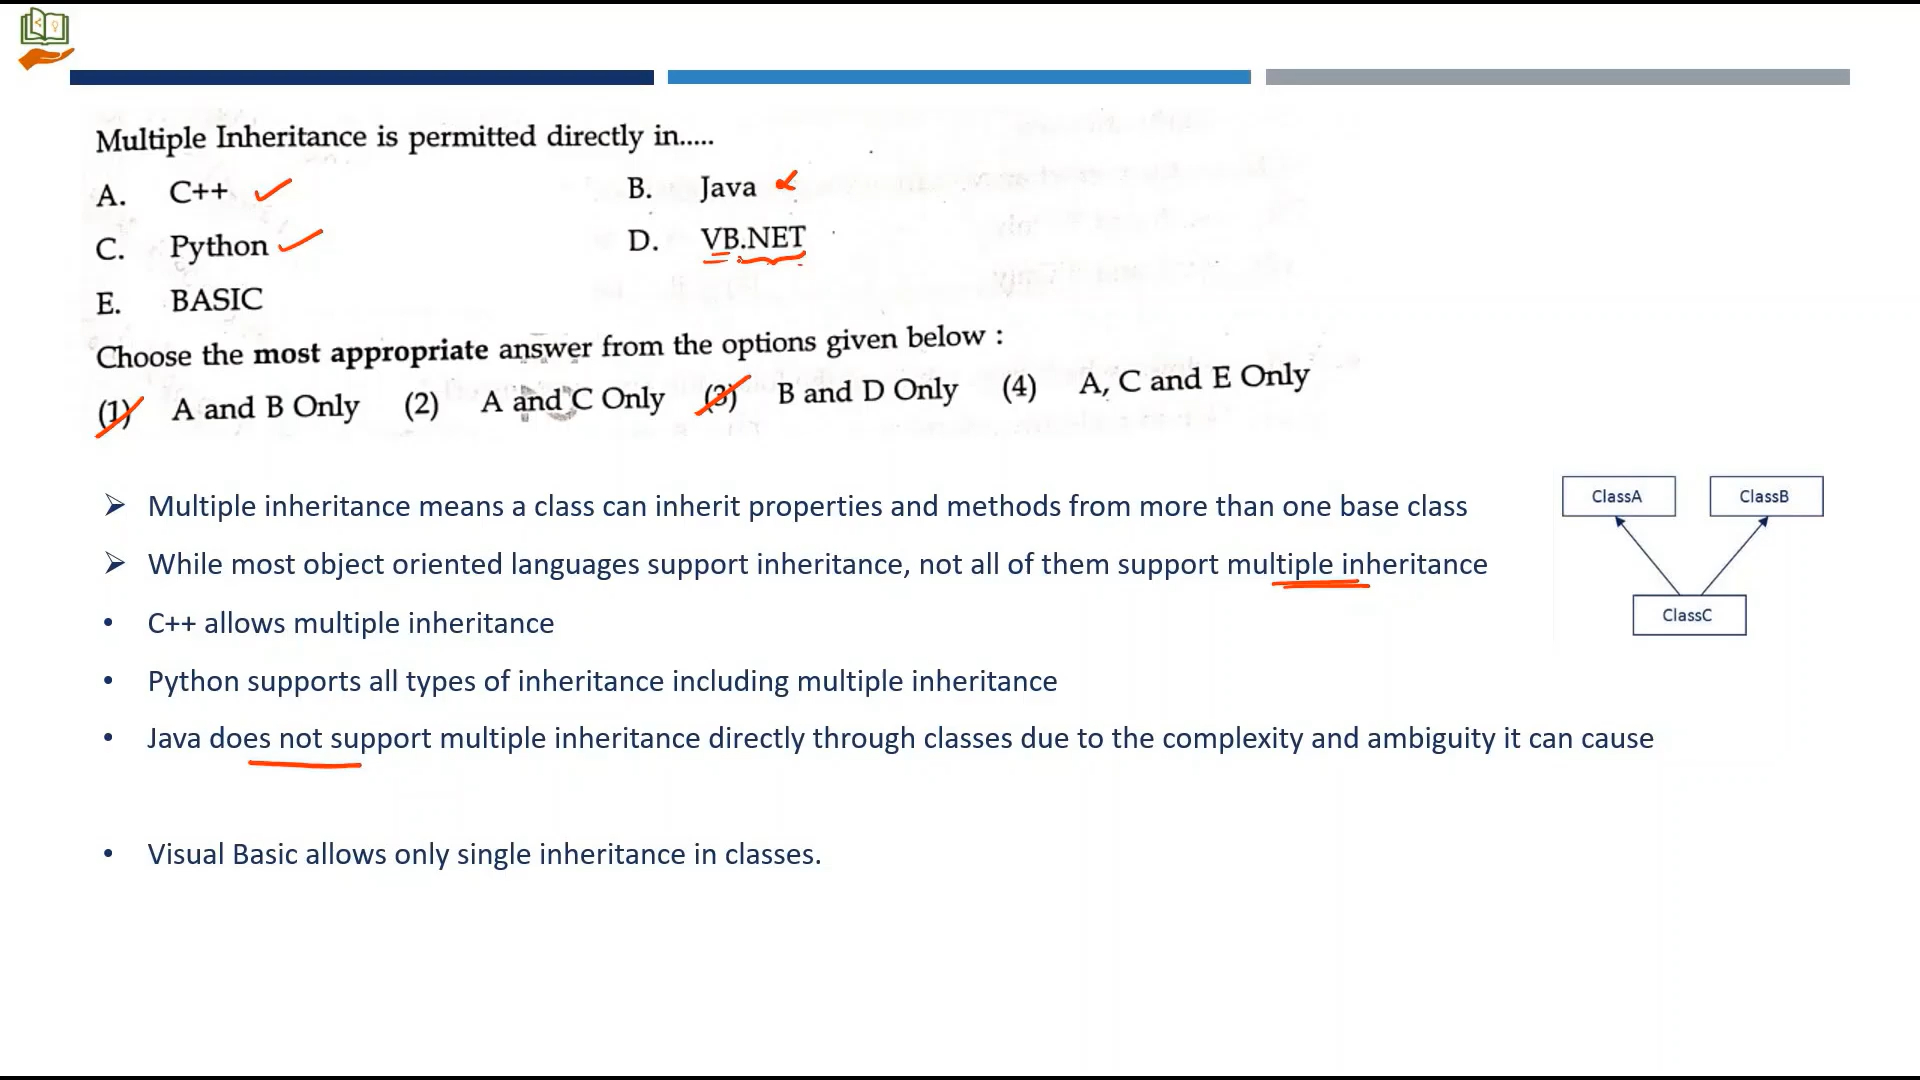 Multiple Inheritance is permitted directly in.....
A. C++ B. Java
C. Python D. VB.NET
E. BASIC
Choose the most appropriate answer from the options given below :
(1) A and B Only (2) A and C Only (3) B and D Only (4) A, C and E Only
➢ Multiple inheritance means a class can inherit properties and methods from more than one base class
ClassA ClassB
➢ While most object oriented languages support inheritance, not all of them support multiple inheritance
• C++ allows multiple inheritance
ClassC
• Python supports all types of inheritance including multiple inheritance
• Java does not support multiple inheritance directly through classes due to the complexity and ambiguity it can cause
• Visual Basic allows only single inheritance in classes.